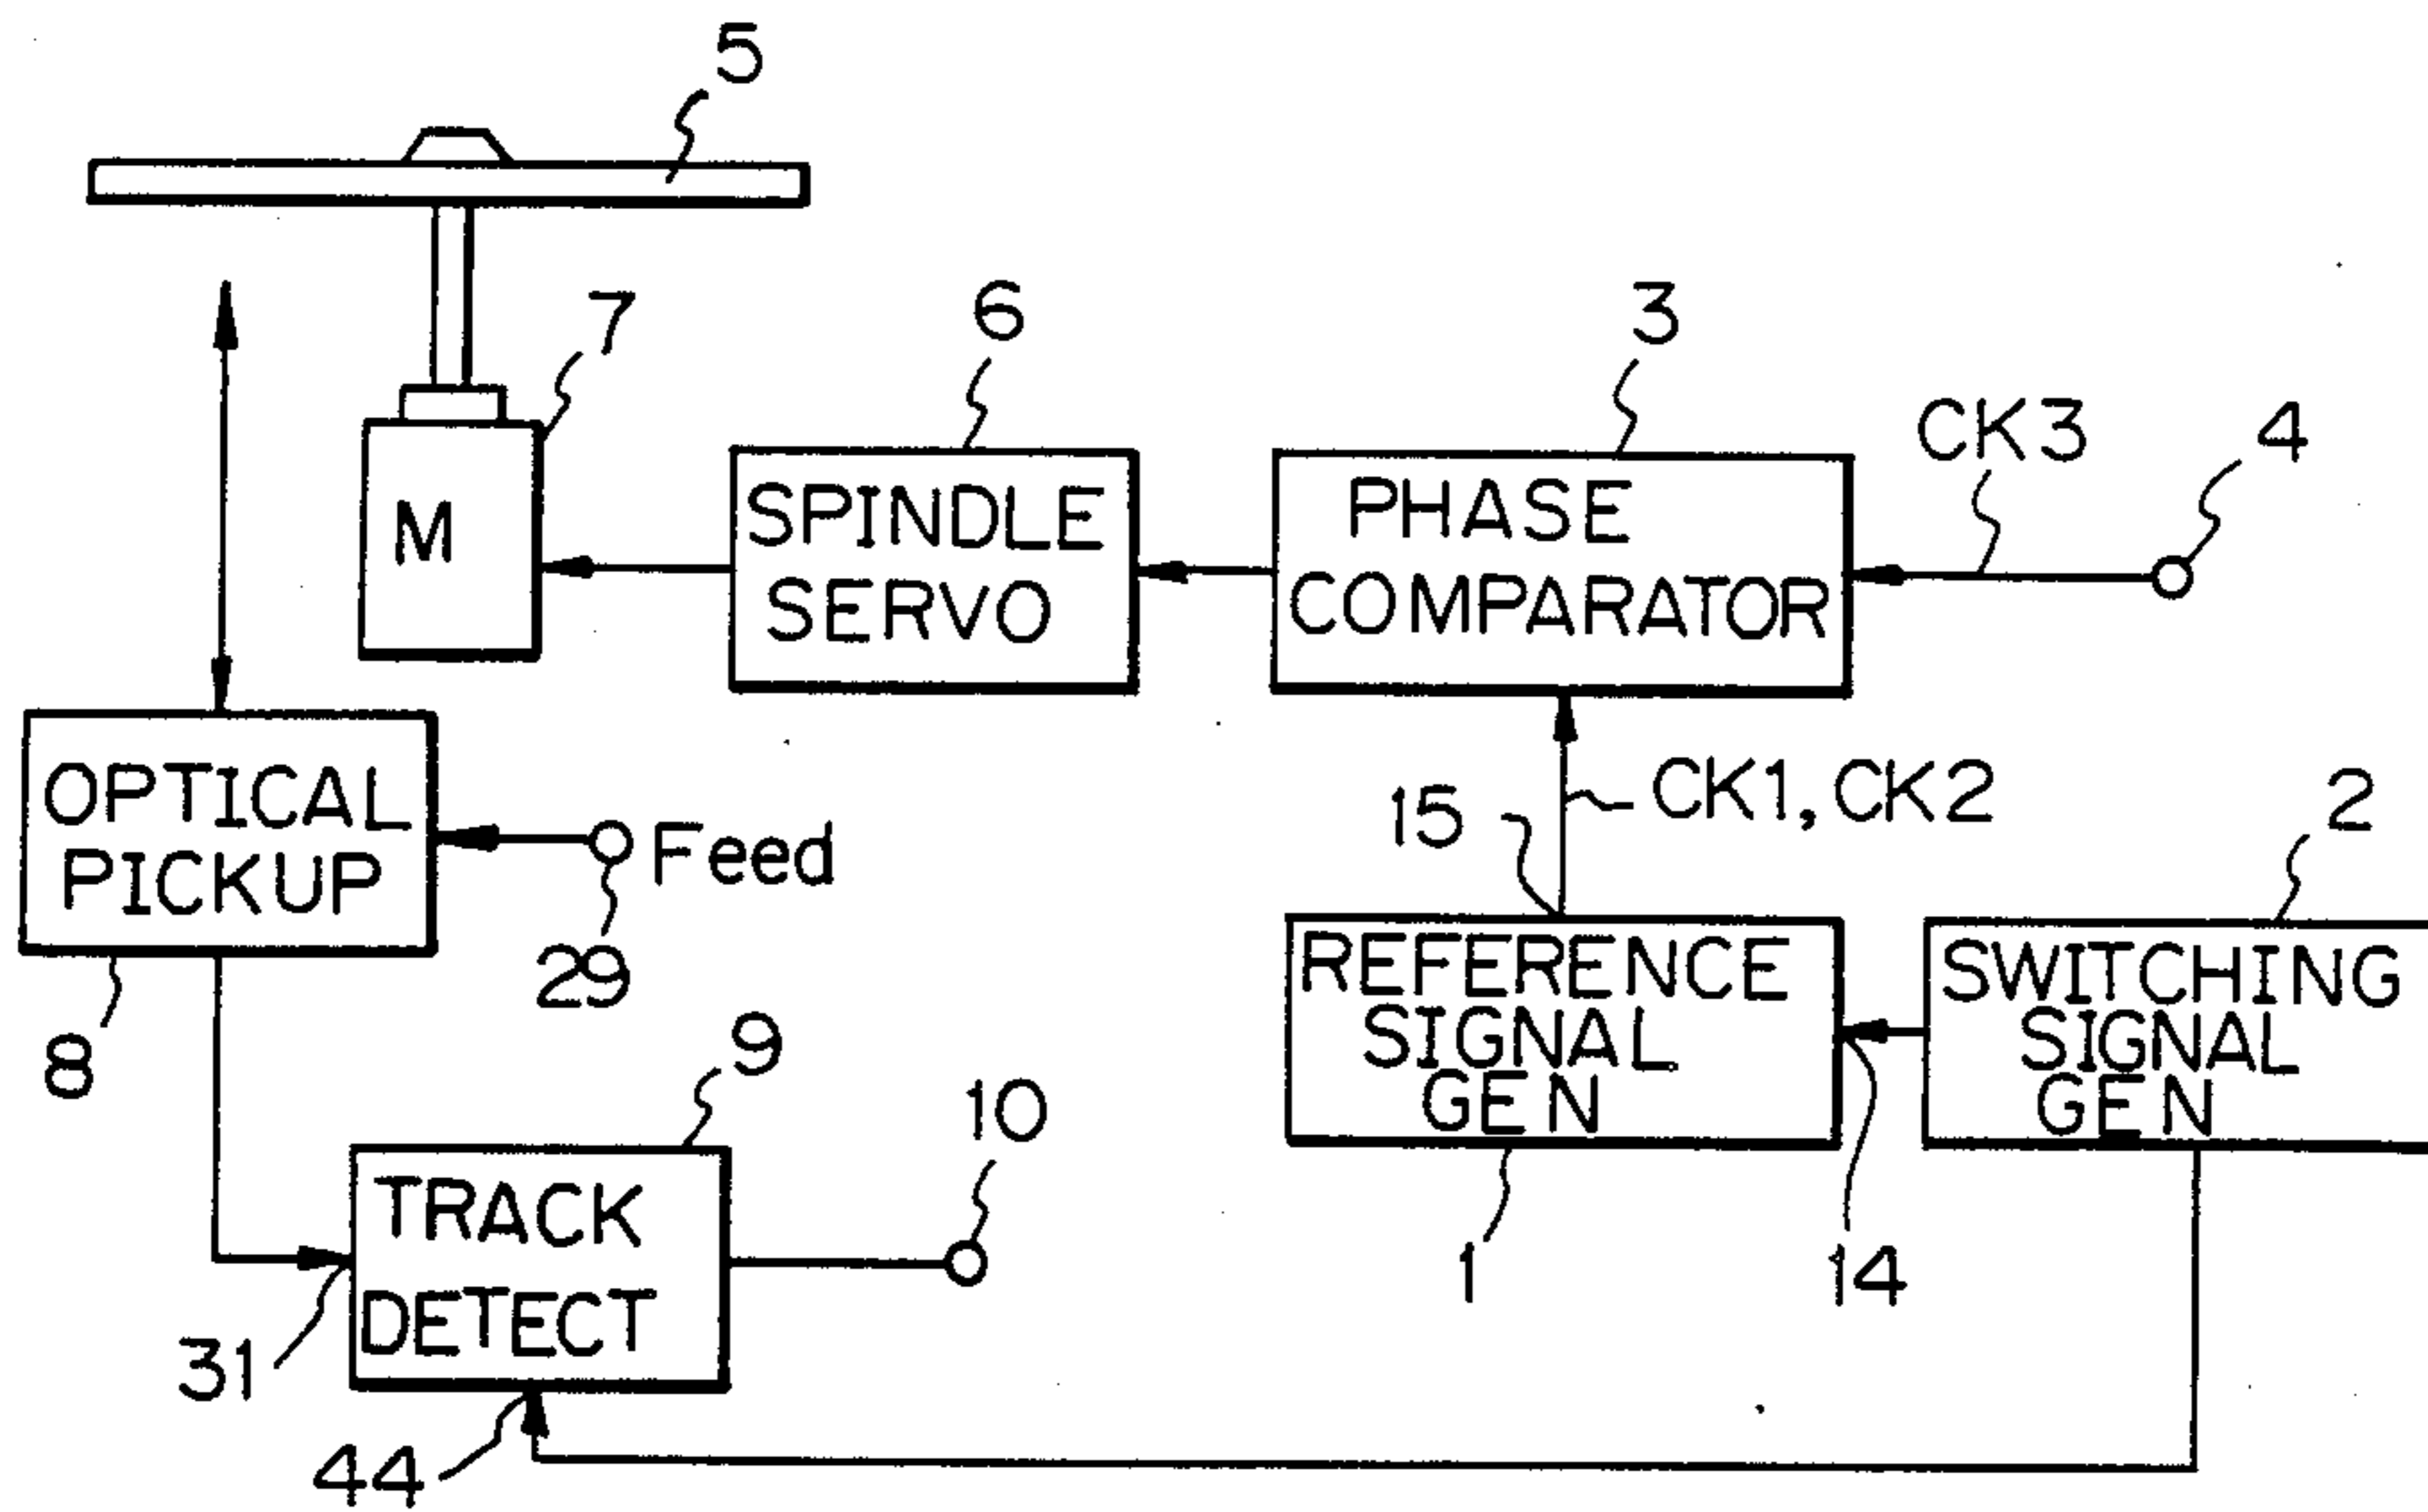 5
7
6
3
CK3
4
M
SPINDLE
SERVO
PHASE
COMPARATOR
OPTICAL
PICKUP
Feed
29
8
15
CK1, CK2
2
REFERENCE
SIGNAL
GEN
SWITCHING
SIGNAL
GEN
1
14
9
10
TRACK
DETECT
31
44